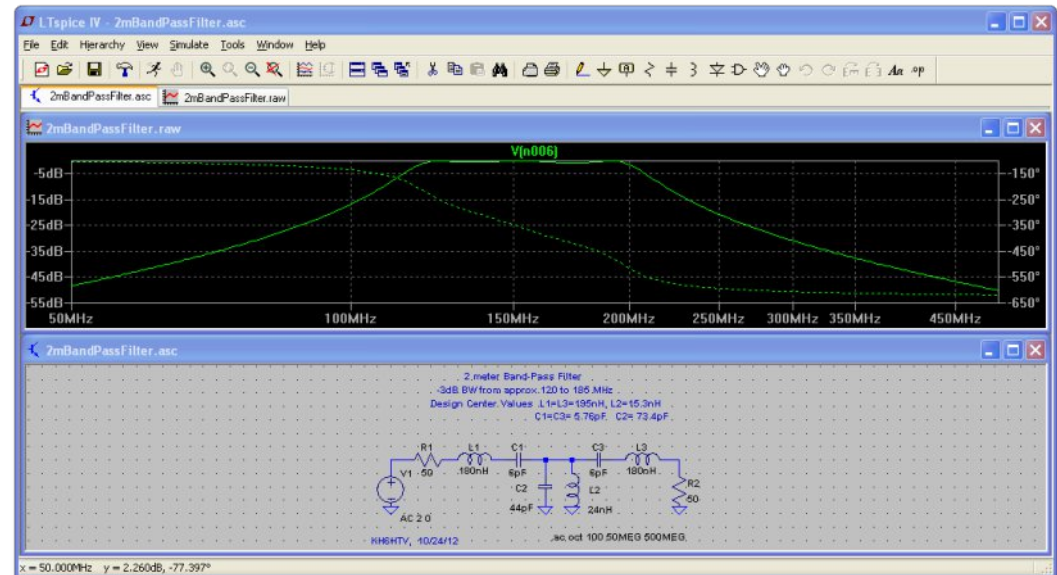 LTspice IV - 2mBandPassFilter.asc
File Edit Hierarchy View Simulate Tools Window Help
2mBandPassFilter.asc 2mBandPassFilter.raw
2mBandPassFilter.raw
V(n006)
-5dB -150°
-15dB -250°
-25dB -350°
-35dB -450°
-45dB -550°
-55dB -650°
50MHz 100MHz 150MHz 200MHz 250MHz 300MHz 350MHz 450MHz
2mBandPassFilter.asc
2 meter Band-Pass Filter
-3dB BW from approx. 120 to 185 MHz
Design Center Values L1=L3=195nH, L2=15.3nH
C1=C3= 5.76pF. C2= 73.4pF
R1 L1 C1 C3 L3
V1 50 180nH 6pF 6pF 180nH
C2 L2 R2
44pF 24nH 50
AC 2 0
KH6HTV, 10/24/12 .ac oct 100 50MEG 500MEG
x = 50.000MHz y = 2.260dB, -77.397°